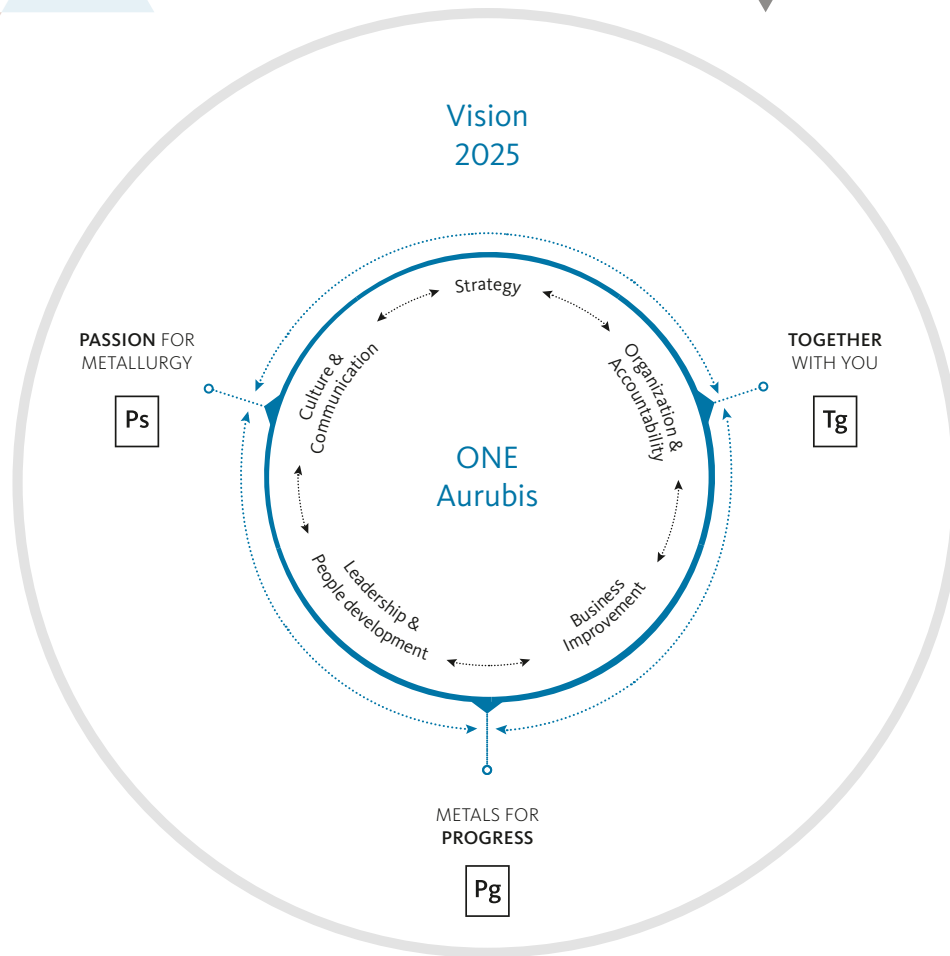 Vision
2025
Strategy
Culture &
Communication
Organization &
Accountability
PASSION FOR
METALLURGY
Ps
TOGETHER
WITH YOU
Tg
ONE
Aurubis
Leadership &
People development
Business
Improvement
METALS FOR
PROGRESS
Pg